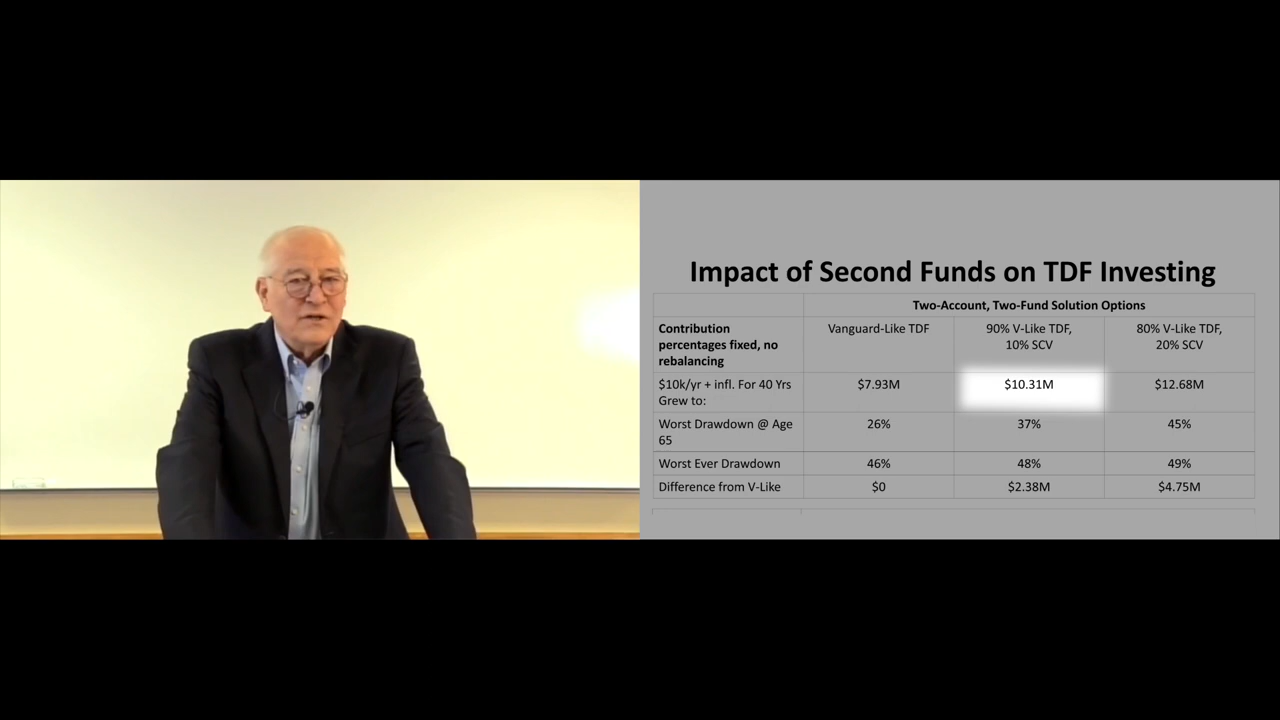 Impact of Second Funds on TDF Investing
Two-Account, Two-Fund Solution Options
Contribution
percentages fixed, no
rebalancing
Vanguard-Like TDF
90% V-Like TDF,
10% SCV
80% V-Like TDF,
20% SCV
$10k/yr + infl. For 40 Yrs
Grew to:
$7.93M
$10.31M
$12.68M
Worst Drawdown @ Age
65
26%
37%
45%
Worst Ever Drawdown
46%
48%
49%
Difference from V-Like
$0
$2.38M
$4.75M